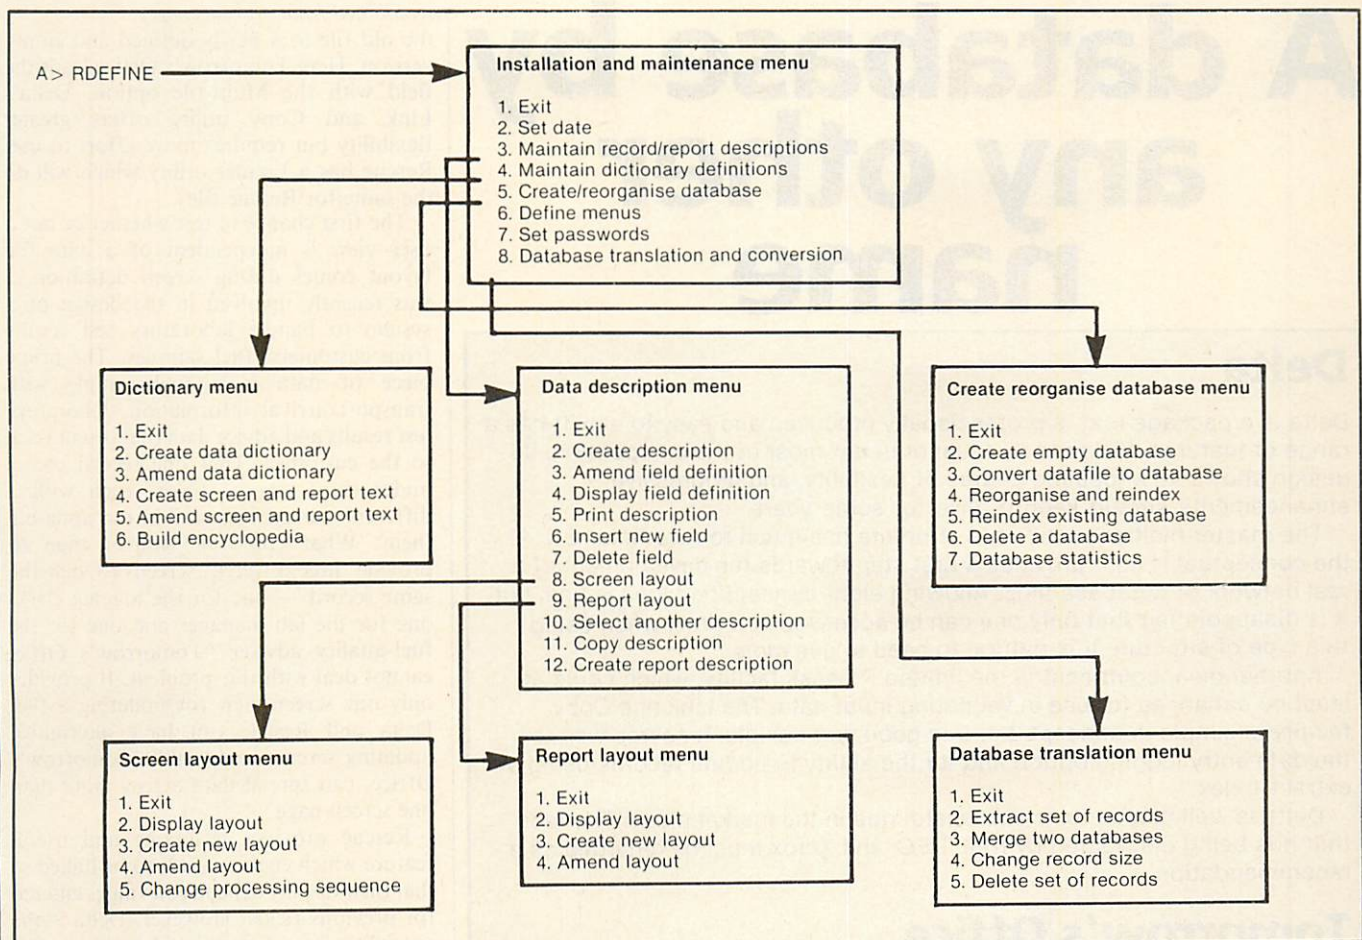 A> RDEFINE
Installation and maintenance menu
1. Exit
2. Set date
3. Maintain record/report descriptions
4. Maintain dictionary definitions
5. Create/reorganise database
6. Define menus
7. Set passwords
8. Database translation and conversion
Dictionary menu
1. Exit
2. Create data dictionary
3. Amend data dictionary
4. Create screen and report text
5. Amend screen and report text
6. Build encyclopedia
Data description menu
1. Exit
2. Create description
3. Amend field definition
4. Display field definition
5. Print description
6. Insert new field
7. Delete field
8. Screen layout
9. Report layout
10. Select another description
11. Copy description
12. Create report description
Create reorganise database menu
1. Exit
2. Create empty database
3. Convert datafile to database
4. Reorganise and reindex
5. Reindex existing database
6. Delete a database
7. Database statistics
Screen layout menu
1. Exit
2. Display layout
3. Create new layout
4. Amend layout
5. Change processing sequence
Report layout menu
1. Exit
2. Display layout
3. Create new layout
4. Amend layout
Database translation menu
1. Exit
2. Extract set of records
3. Merge two databases
4. Change record size
5. Delete set of records